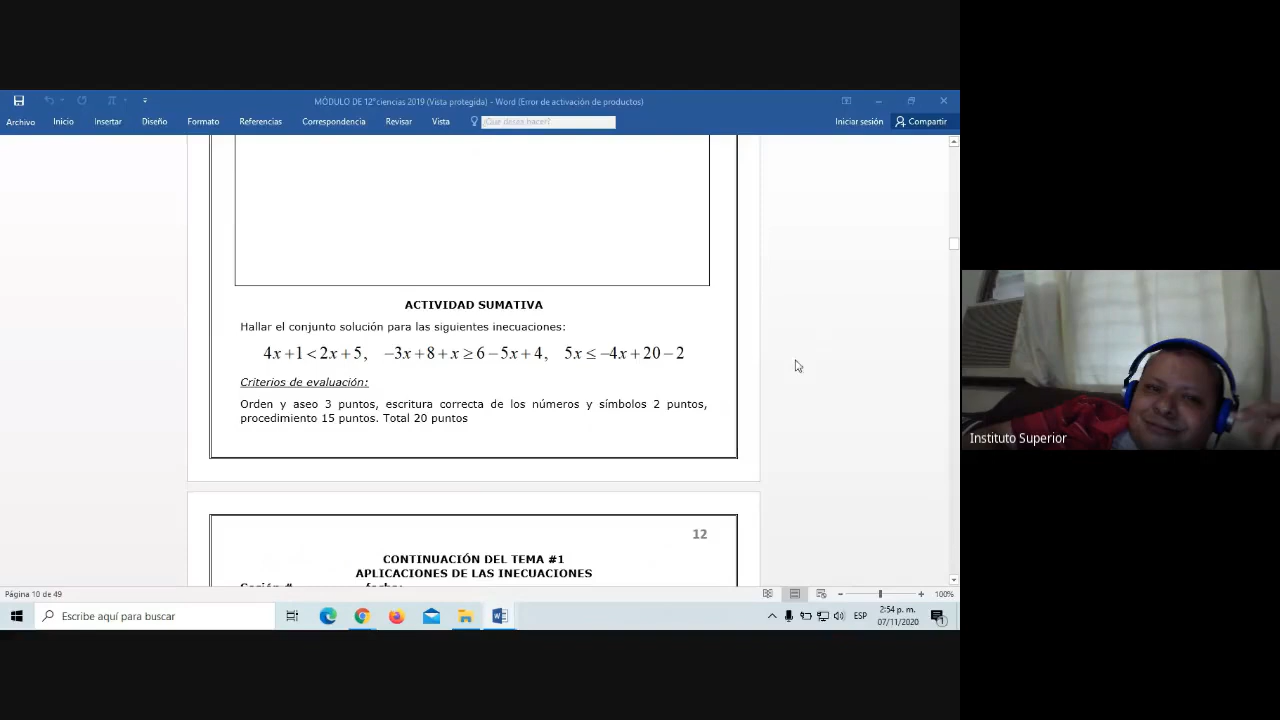 MÓDULO DE 12°ciencias 2019 (Vista protegida) - Word (Error de activación de productos)
Archivo Inicio Insertar Diseño Formato Referencias Correspondencia Revisar Vista ¿Qué desea hacer? Iniciar sesión Compartir
ACTIVIDAD SUMATIVA
Hallar el conjunto solución para las siguientes inecuaciones:
4x+1<2x+5, −3x+8+x≥6−5x+4, 5x≤−4x+20−2
Criterios de evaluación:
Orden y aseo 3 puntos, escritura correcta de los números y símbolos 2 puntos,
procedimiento 15 puntos. Total 20 puntos
Instituto Superior
12
CONTINUACIÓN DEL TEMA #1
APLICACIONES DE LAS INECUACIONES
Página 10 de 49 100%
Escribe aquí para buscar ESP 2:54 p. m.
07/11/2020 1